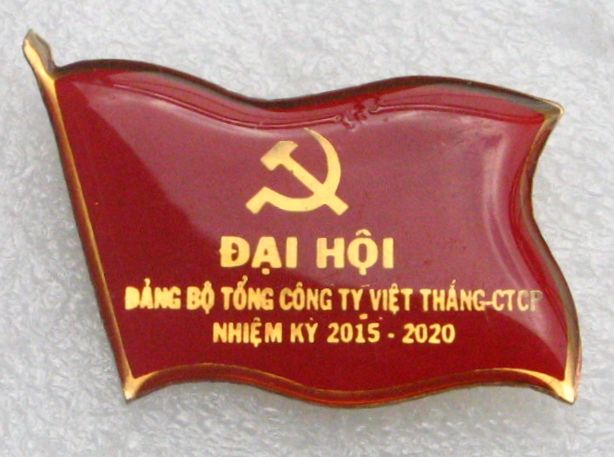 ĐẠI HỘI
ĐẢNG BỘ TỔNG CÔNG TY VIỆT THẮNG-CTCP
NHIỆM KỲ 2015 - 2020